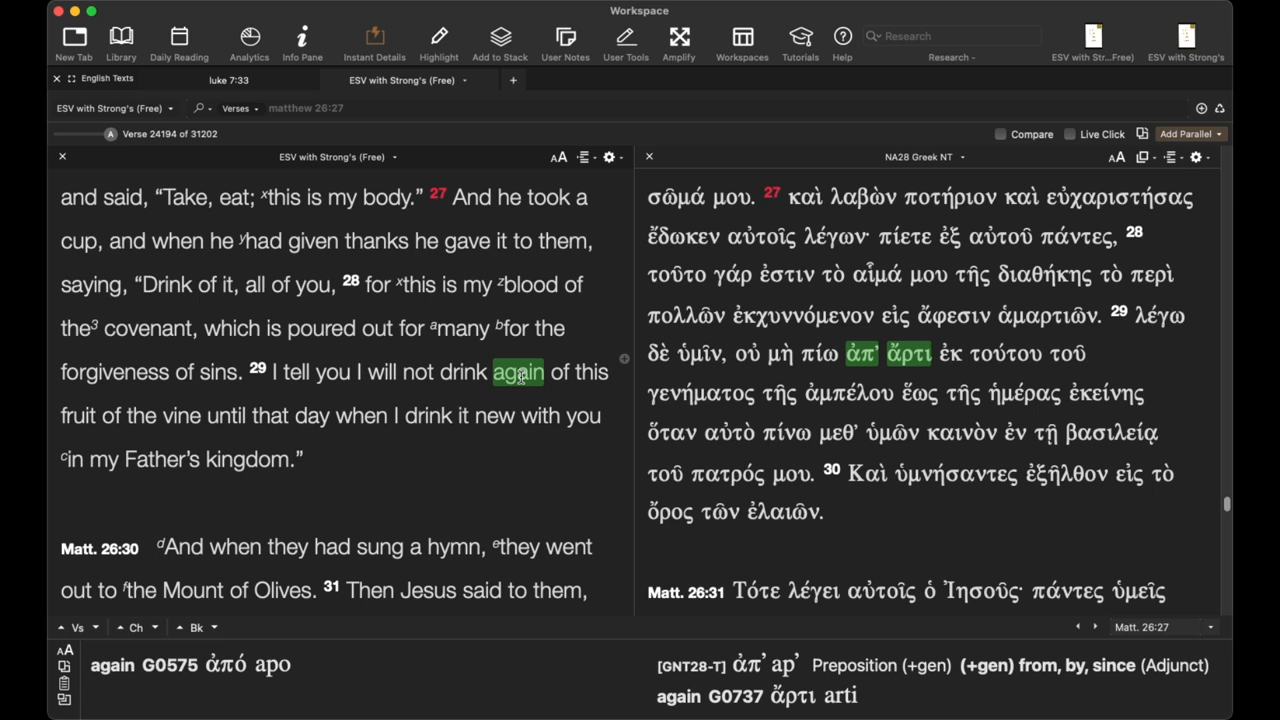 Workspace
New Tab Library Daily Reading Analytics Info Pane Instant Details Highlight Add to Stack User Notes User Tools Amplify Workspaces Tutorials Help Research Research ESV with Str...Free) ESV with Strong's
English Texts luke 7:33 ESV with Strong's (Free)
ESV with Strong's (Free) Verses matthew 26:27
A Verse 24194 of 31202 Compare Live Click Add Parallel
ESV with Strong's (Free) AA
and said, “Take, eat; xthis is my body.” 27 And he took a
cup, and when he yhad given thanks he gave it to them,
saying, “Drink of it, all of you, 28 for xthis is my zblood of
the3 covenant, which is poured out for amany bfor the
forgiveness of sins. 29 I tell you I will not drink again of this
fruit of the vine until that day when I drink it new with you
cin my Father’s kingdom.”
Matt. 26:30 dAnd when they had sung a hymn, ethey went
out to fthe Mount of Olives. 31 Then Jesus said to them,
NA28 Greek NT AA
σῶμά μου. 27 καὶ λαβὼν ποτήριον καὶ εὐχαριστήσας
ἔδωκεν αὐτοῖς λέγων· πίετε ἐξ αὐτοῦ πάντες, 28
τοῦτο γάρ ἐστιν τὸ αἷμά μου τῆς διαθήκης τὸ περὶ
πολλῶν ἐκχυννόμενον εἰς ἄφεσιν ἁμαρτιῶν. 29 λέγω
δὲ ὑμῖν, οὐ μὴ πίω ἀπ’ ἄρτι ἐκ τούτου τοῦ
γενήματος τῆς ἀμπέλου ἕως τῆς ἡμέρας ἐκείνης
ὅταν αὐτὸ πίνω μεθ’ ὑμῶν καινὸν ἐν τῇ βασιλείᾳ
τοῦ πατρός μου. 30 Καὶ ὑμνήσαντες ἐξῆλθον εἰς τὸ
ὄρος τῶν ἐλαιῶν.
Matt. 26:31 Τότε λέγει αὐτοῖς ὁ Ἰησοῦς· πάντες ὑμεῖς
Vs Ch Bk Matt. 26:27
AA
again G0575 ἀπό apo
[GNT28-T] ἀπ’ ap’ Preposition (+gen) (+gen) from, by, since (Adjunct)
again G0737 ἄρτι arti